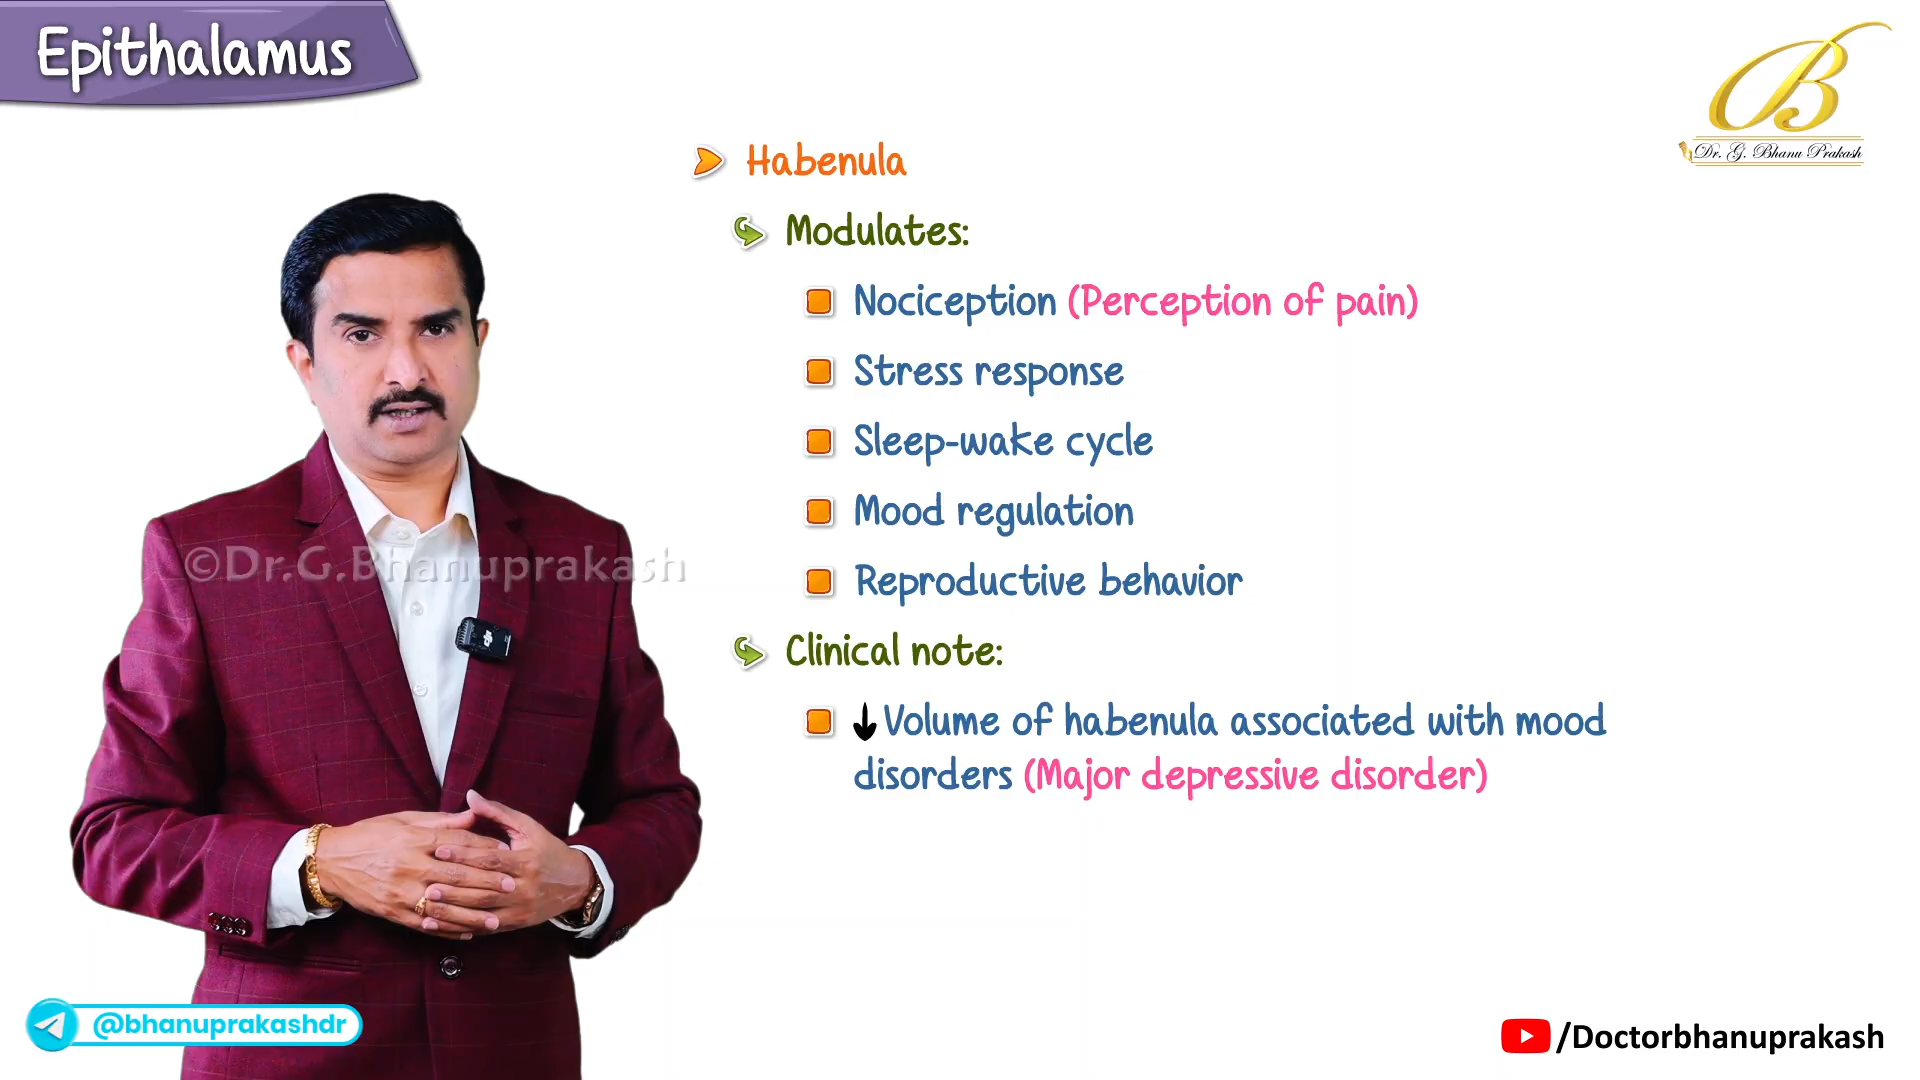 Epithalamus
B
Dr. G. Bhanu Prakash
Habenula
Modulates:
Nociception (Perception of pain)
Stress response
Sleep-wake cycle
Mood regulation
©Dr.G.Bhanuprakash
Reproductive behavior
Clinical note:
↓Volume of habenula associated with mood
disorders (Major depressive disorder)
@bhanuprakashdr
/Doctorbhanuprakash